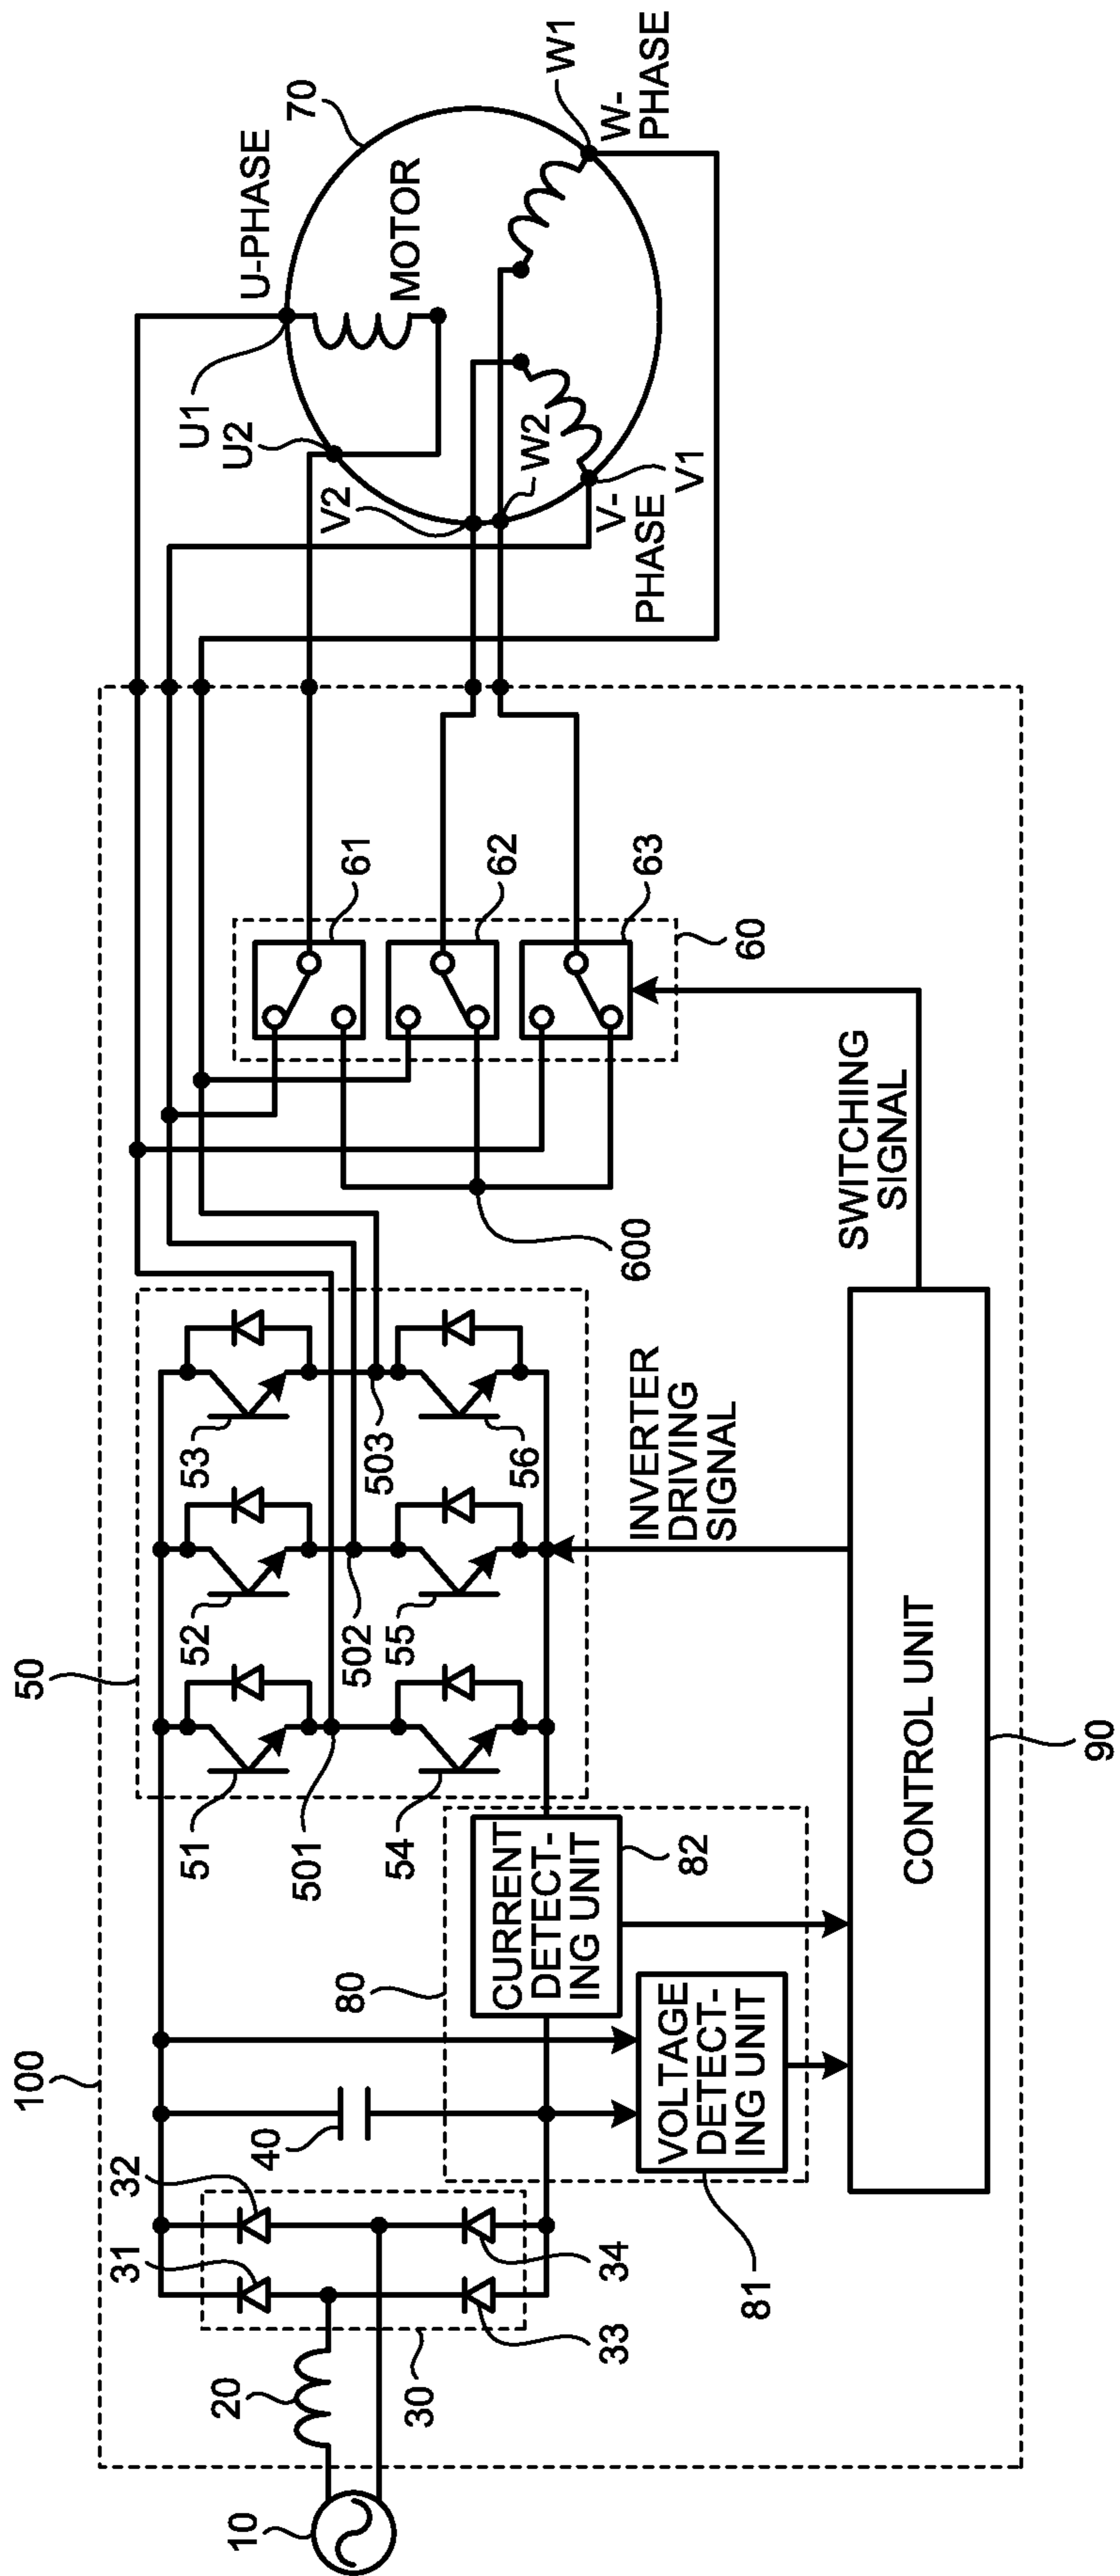 100
50
10
20
30
31
32
33
34
40
80
81
82
VOLTAGE
DETECT-
ING UNIT
CURRENT
DETECT-
ING UNIT
51
52
53
501
502
503
54
55
56
INVERTER
DRIVING
SIGNAL
CONTROL UNIT
90
SWITCHING
SIGNAL
600
60
61
62
63
U1
U2
V2
W2
U-PHASE
70
MOTOR
V-
PHASE
V1
W1
W-
PHASE